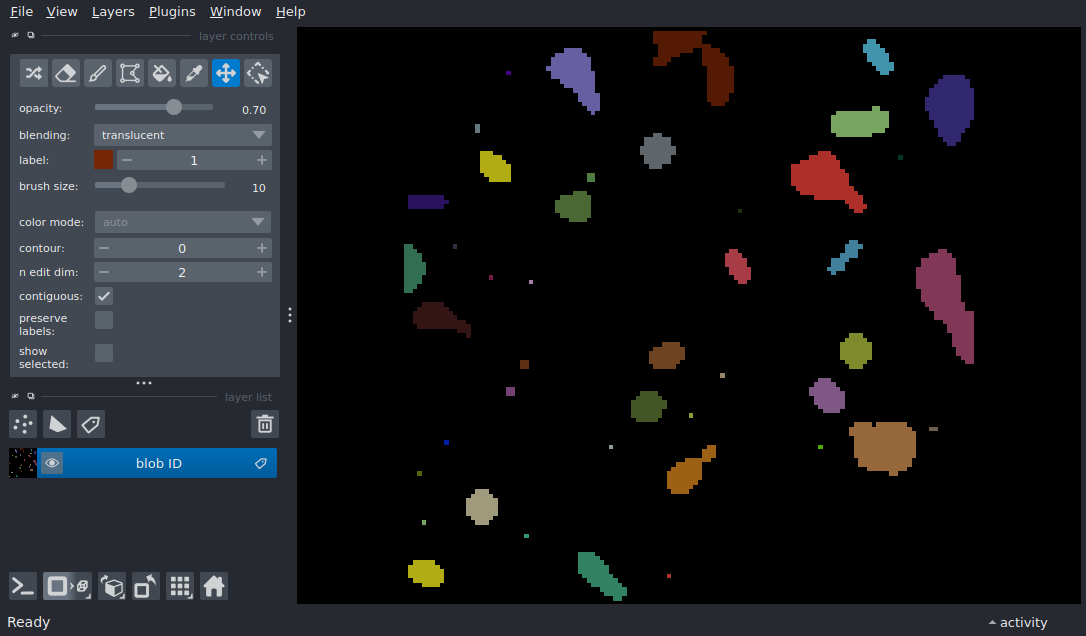 File View Layers Plugins Window Help
layer controls
opacity: 0.70
blending: translucent
label: 1
brush size: 10
color mode: auto
contour: 0
n edit dim: 2
contiguous:
preserve
labels:
show
selected:
layer list
blob ID
Ready
activity